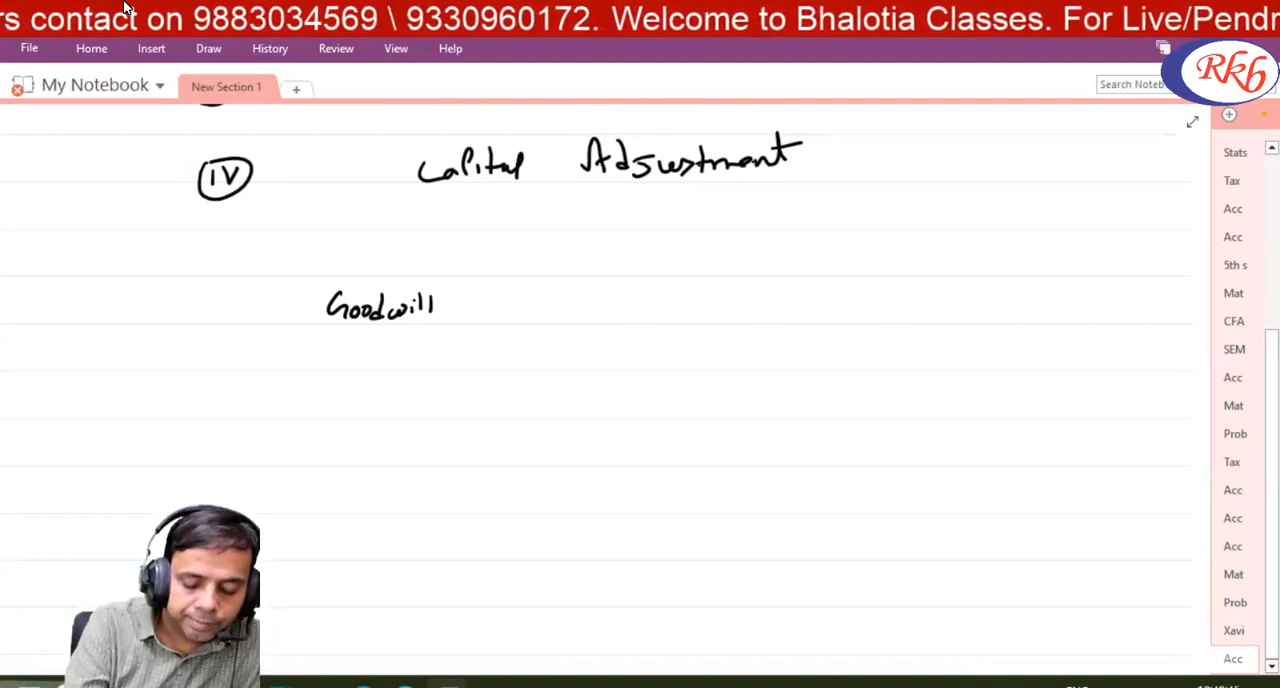 rs contact on 9883034569 \ 9330960172. Welcome to Bhalotia Classes. For Live/Pendr
File Home Insert Draw History Review View Help
Rkb
My Notebook New Section 1 + Search Noteb
(iv) Capital Adjustment
Goodwill
Stats
Tax
Acc
Acc
5th s
Mat
CFA
SEM
Acc
Mat
Prob
Tax
Acc
Acc
Acc
Mat
Prob
Xavi
Acc